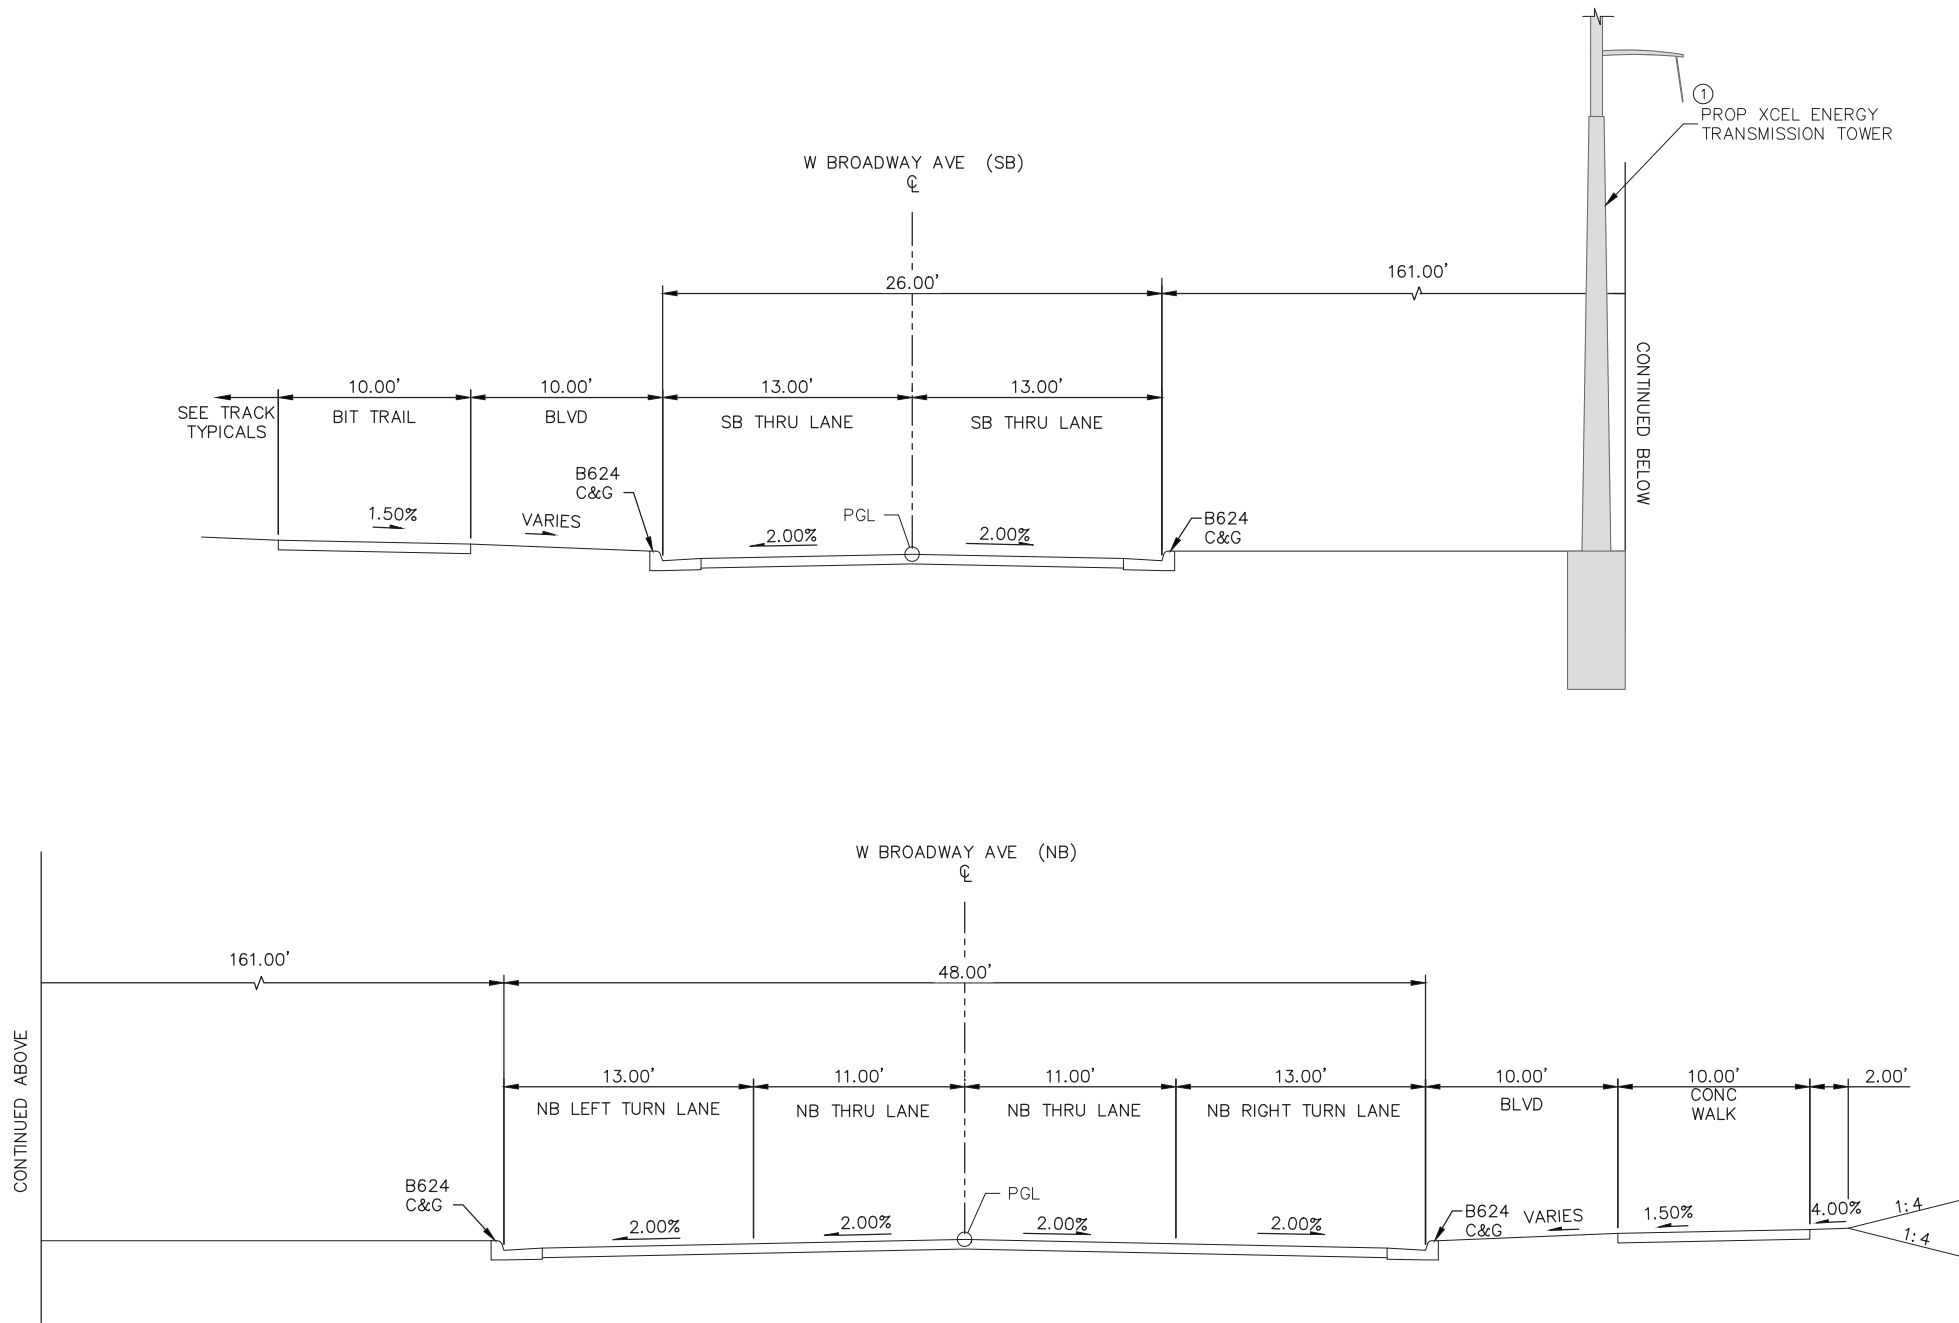 1
PROP XCEL ENERGY
TRANSMISSION TOWER
W BROADWAY AVE (SB)
℄
26.00'
161.00'
CONTINUED BELOW
10.00'
10.00'
13.00'
13.00'
SEE TRACK
TYPICALS
BIT TRAIL
BLVD
SB THRU LANE
SB THRU LANE
B624
C&G
1.50%
VARIES
2.00%
PGL
2.00%
B624
C&G
W BROADWAY AVE (NB)
℄
161.00'
48.00'
CONTINUED ABOVE
13.00'
11.00'
11.00'
13.00'
10.00'
10.00'
2.00'
NB LEFT TURN LANE
NB THRU LANE
NB THRU LANE
NB RIGHT TURN LANE
BLVD
CONC
WALK
B624
C&G
2.00%
2.00%
PGL
2.00%
2.00%
B624
C&G
VARIES
1.50%
4.00%
1:4
1:4